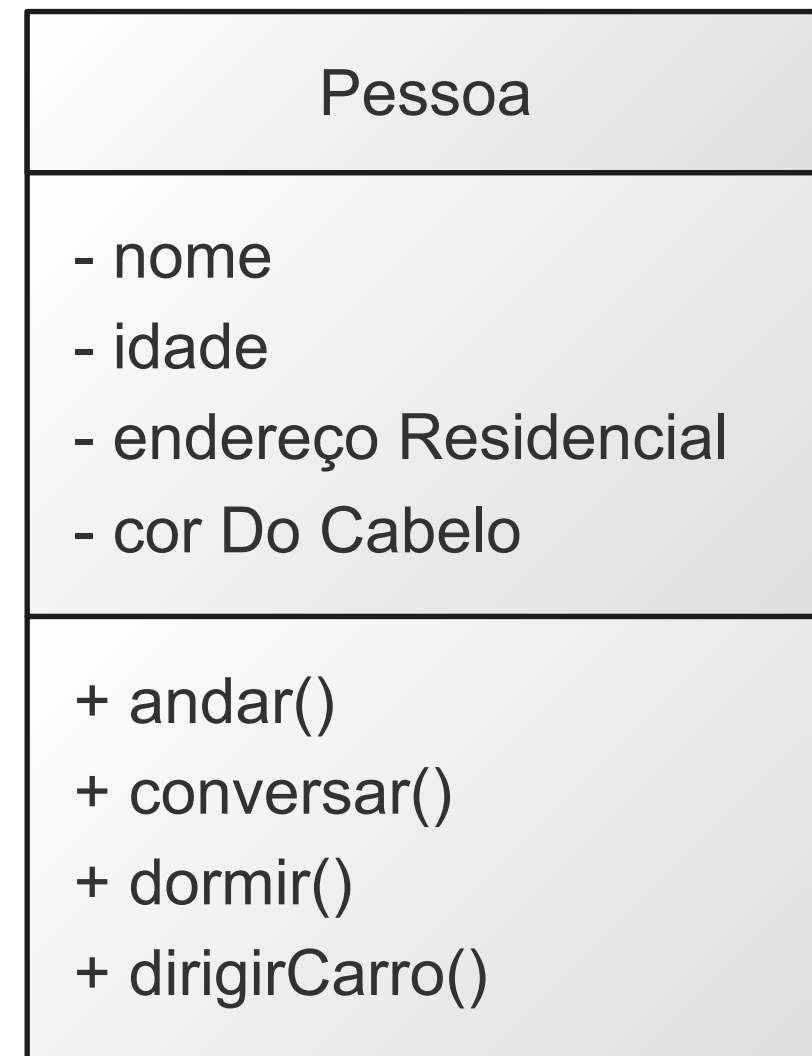 Pessoa
- nome
- idade
- endereço Residencial
- cor Do Cabelo
+ andar()
+ conversar()
+ dormir()
+ dirigirCarro()